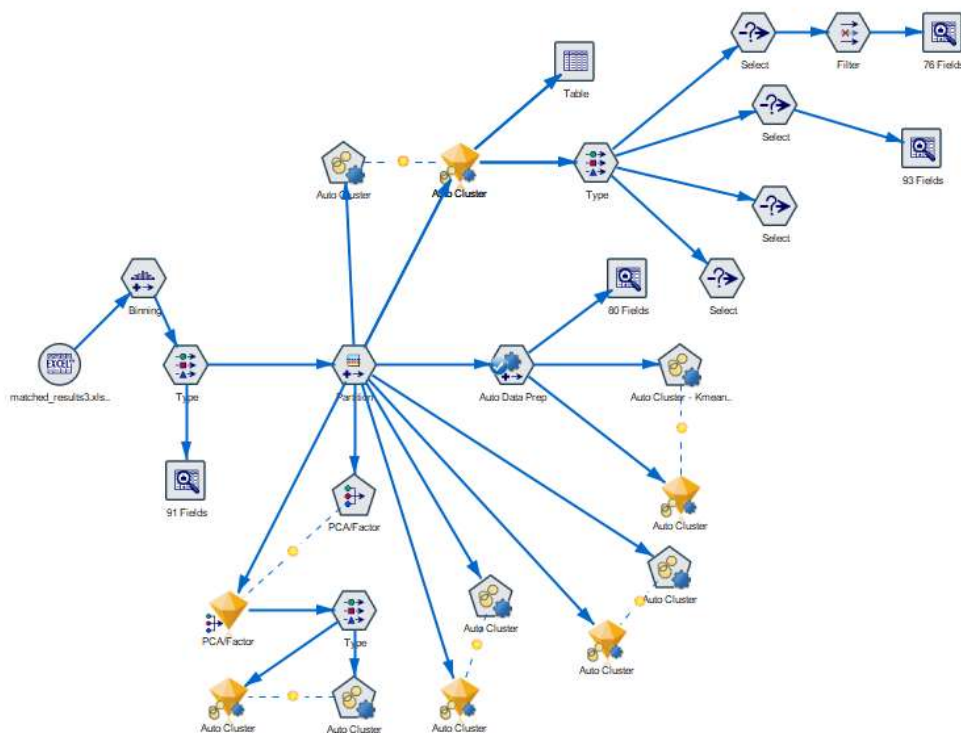 Select
Filter
76 Fields
Table
Select
93 Fields
Auto Cluster
Auto Cluster
Type
Select
Select
Binning
80 Fields
EXCEL
matched_results3.xls...
Type
Partition
Auto Data Prep
Auto Cluster - Kmean...
91 Fields
PCA/Factor
Auto Cluster
Auto Cluster
Auto Cluster
PCA/Factor
Type
Auto Cluster
Auto Cluster
Auto Cluster
Auto Cluster